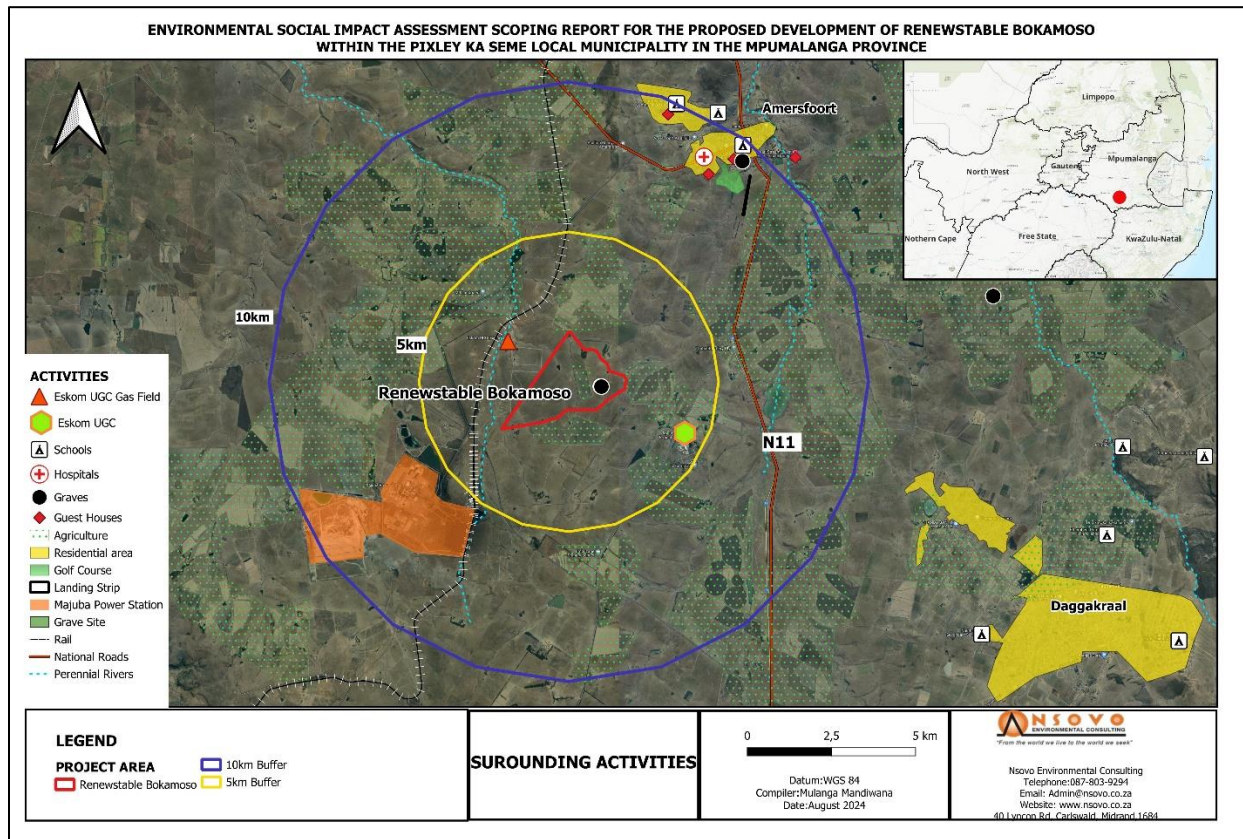 ENVIRONMENTAL SOCIAL IMPACT ASSESSMENT SCOPING REPORT FOR THE PROPOSED DEVELOPMENT OF RENEWSTABLE BOKAMOSO
WITHIN THE PIXLEY KA SEME LOCAL MUNICIPALITY IN THE MPUMALANGA PROVINCE
Amersfoort
10km
5km
Renewstable Bokamoso
N11
Daggakraal
Limpopo
North West
Gauteng
Mpumalanga
Nothern Cape
Free State
KwaZulu-Natal
ACTIVITIES
Eskom UGC Gas Field
Eskom UGC
Schools
Hospitals
Graves
Guest Houses
Agriculture
Residential area
Golf Course
Landing Strip
Majuba Power Station
Grave Site
Rail
National Roads
Perennial Rivers
LEGEND
PROJECT AREA
Renewstable Bokamoso
10km Buffer
5km Buffer
SUROUNDING ACTIVITIES
0 2,5 5 km
Datum:WGS 84
Compiler:Mulanga Mandiwana
Date:August 2024
NSOVO
ENVIRONMENTAL CONSULTING
"From the world we live to the world we seek"
Nsovo Environmental Consulting
Telephone:087-803-9294
Email: Admin@nsovo.co.za
Website: www.nsovo.co.za
40 Lyncon Rd, Carlswald, Midrand,1684